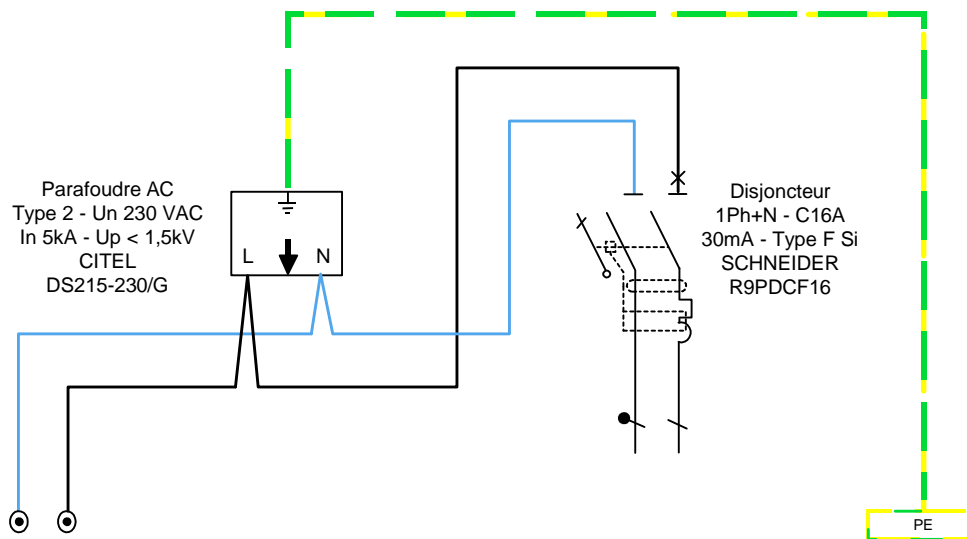 Parafoudre AC
Type 2 - Un 230 VAC
In 5kA - Up < 1,5kV
CITEL
DS215-230/G
L
N
Disjoncteur
1Ph+N - C16A
30mA - Type F Si
SCHNEIDER
R9PDCF16
PE